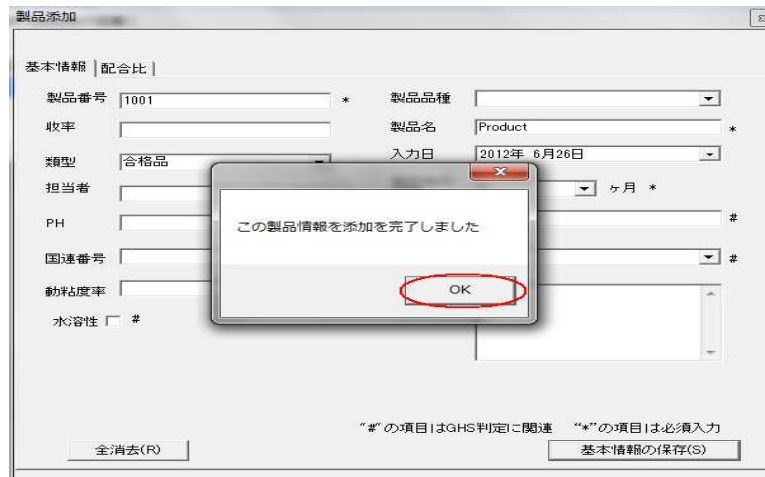 製品添加
基本情報 配合比
製品番号 1001 * 製品品種
收率 製品名 Product *
類型 合格品 入力日 2012年 6月26日
担当者 ヶ月 *
PH #
この製品情報を添加を完了しました
国連番号 #
OK
動粘度率
水溶性 #
"#"の項目はGHS判定に関連 "*"の項目は必須入力
全消去(R) 基本情報の保存(S)